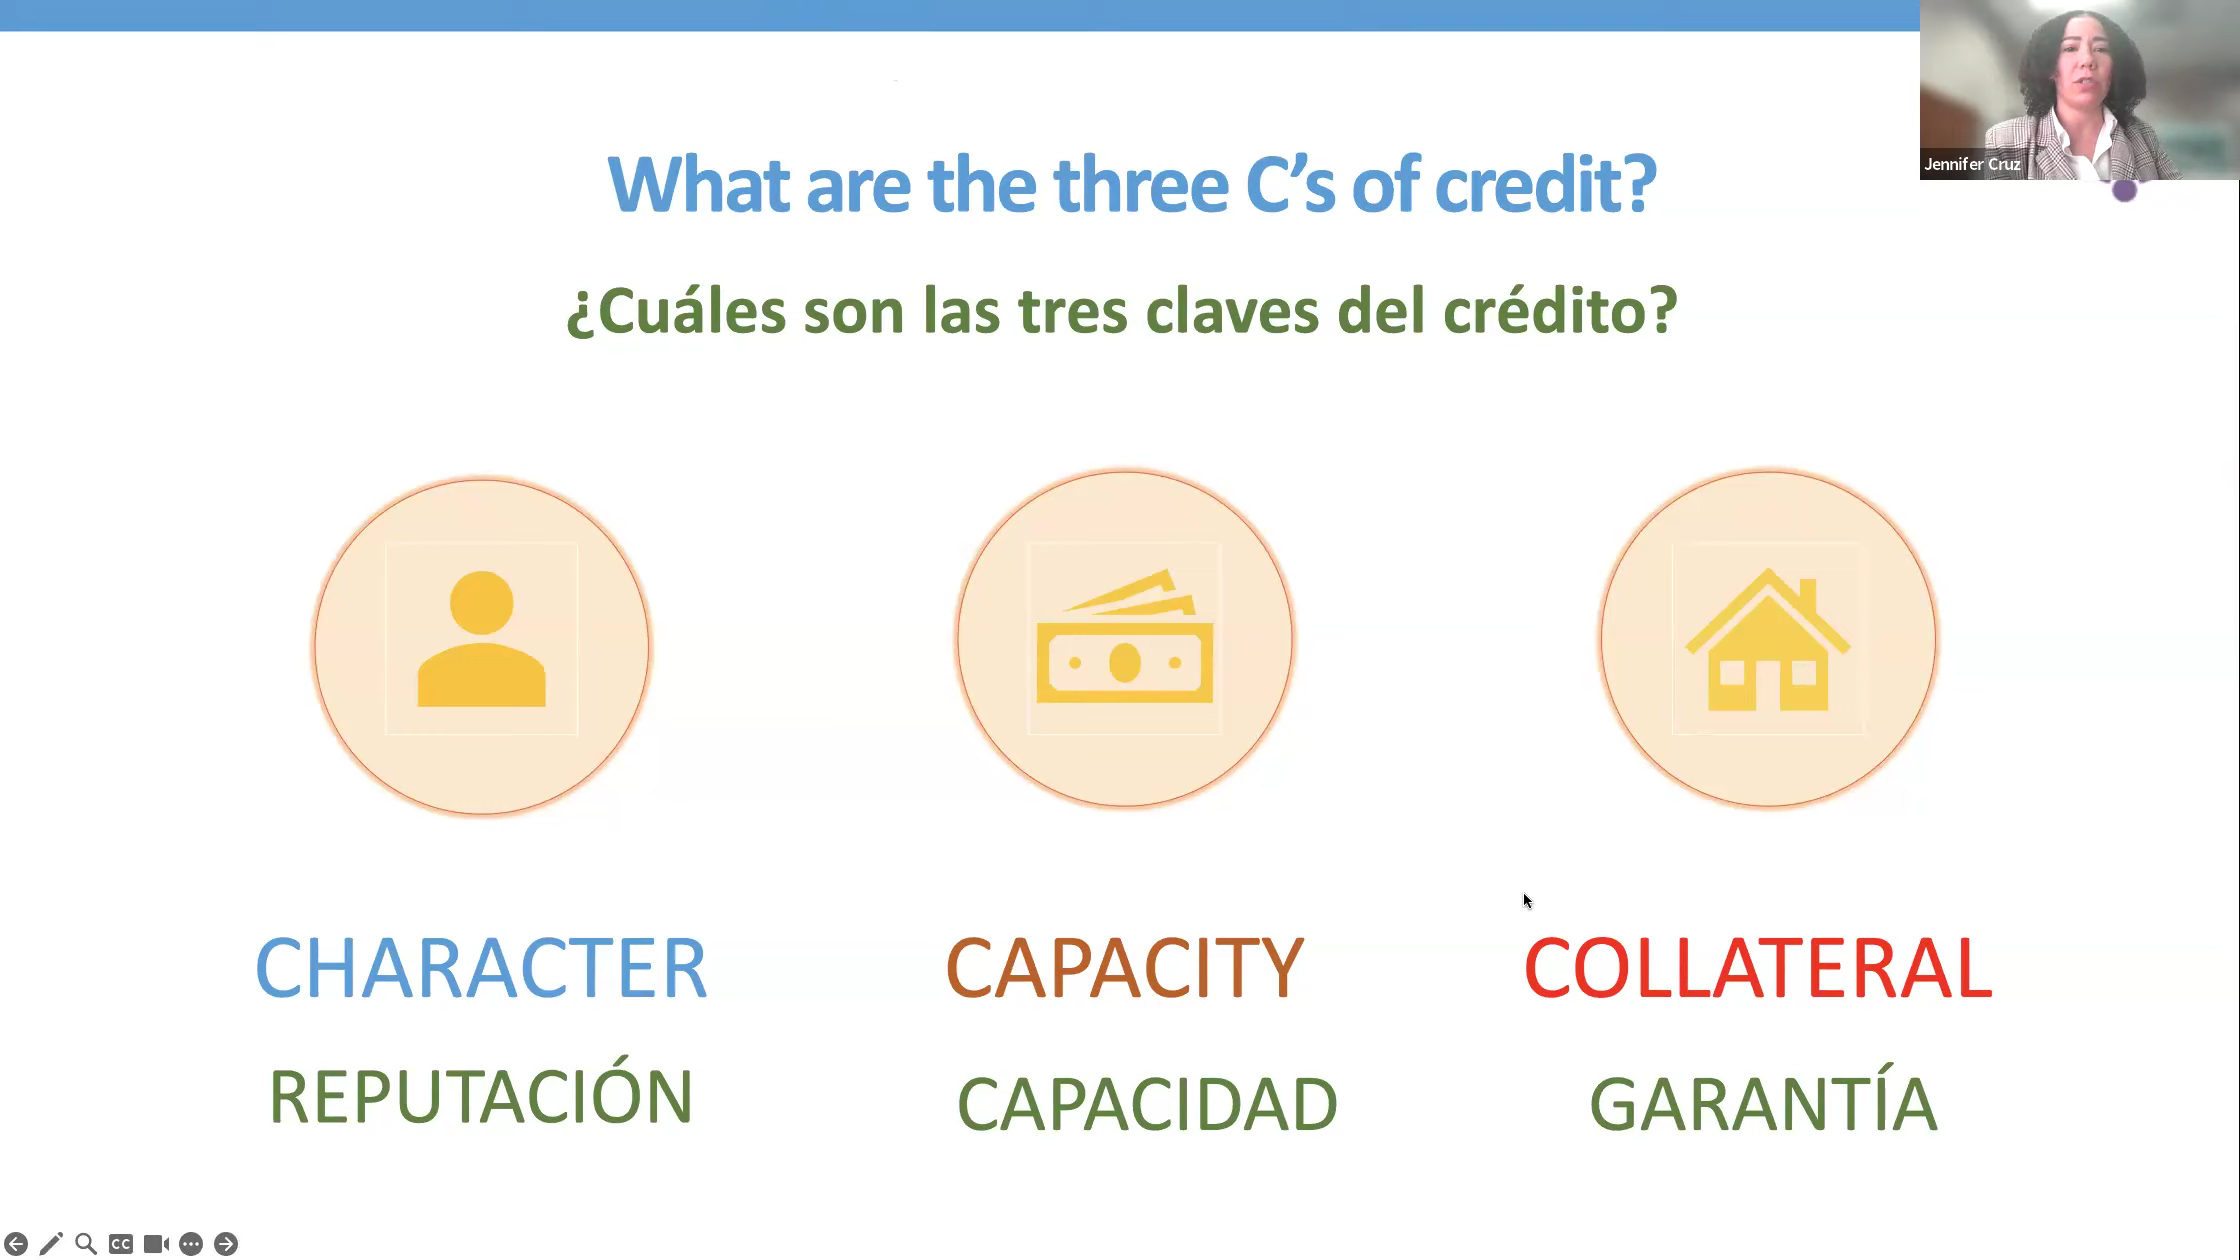 What are the three C’s of credit?
¿Cuáles son las tres claves del crédito?
CHARACTER
CAPACITY
COLLATERAL
REPUTACIÓN
CAPACIDAD
GARANTÍA
Jennifer Cruz
CC